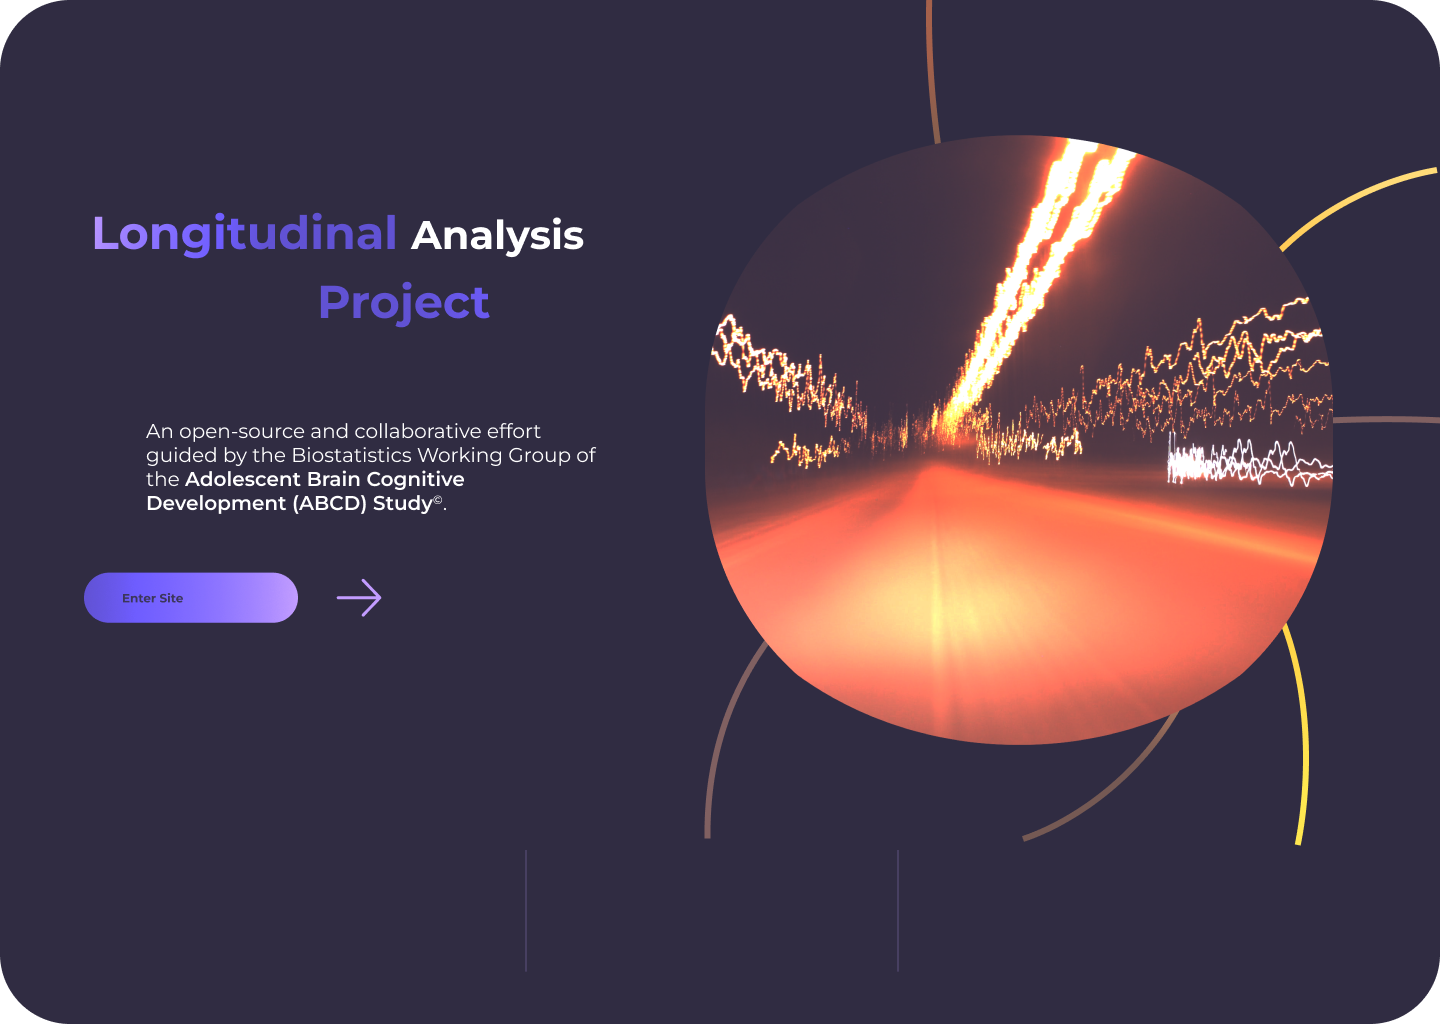 Longitudinal Analysis
Project
An open-source and collaborative effort
guided by the Biostatistics Working Group of
the Adolescent Brain Cognitive
Development (ABCD) Study©.
Enter Site